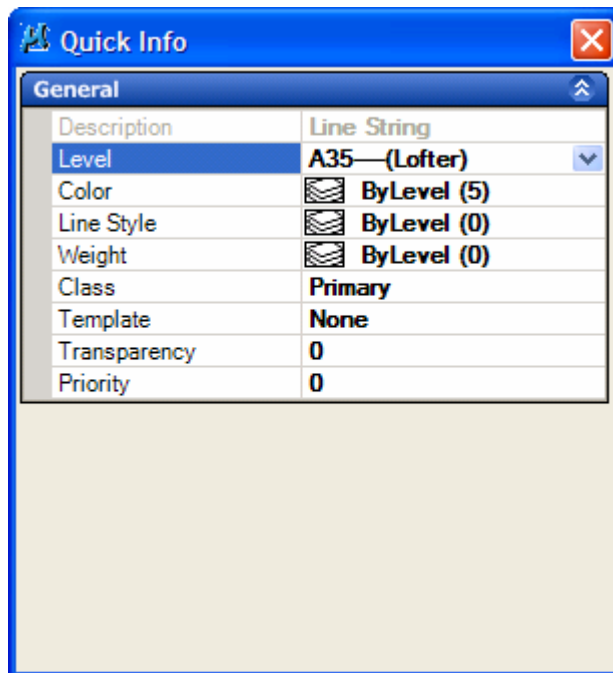 Quick Info
General
Description Line String
Level A35-----(Lofter)
Color ByLevel (5)
Line Style ByLevel (0)
Weight ByLevel (0)
Class Primary
Template None
Transparency 0
Priority 0